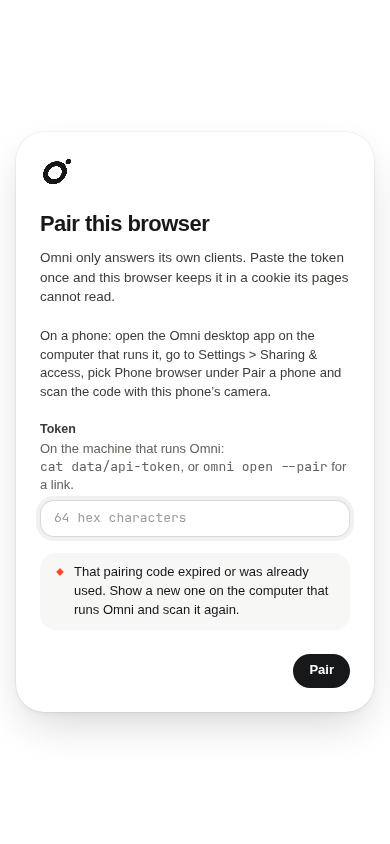 Pair this browser
Omni only answers its own clients. Paste the token
once and this browser keeps it in a cookie its pages
cannot read.
On a phone: open the Omni desktop app on the
computer that runs it, go to Settings > Sharing &
access, pick Phone browser under Pair a phone and
scan the code with this phone’s camera.
Token
On the machine that runs Omni:
cat data/api-token, or omni open --pair for
a link.
64 hex characters
That pairing code expired or was already
used. Show a new one on the computer that
runs Omni and scan it again.
Pair